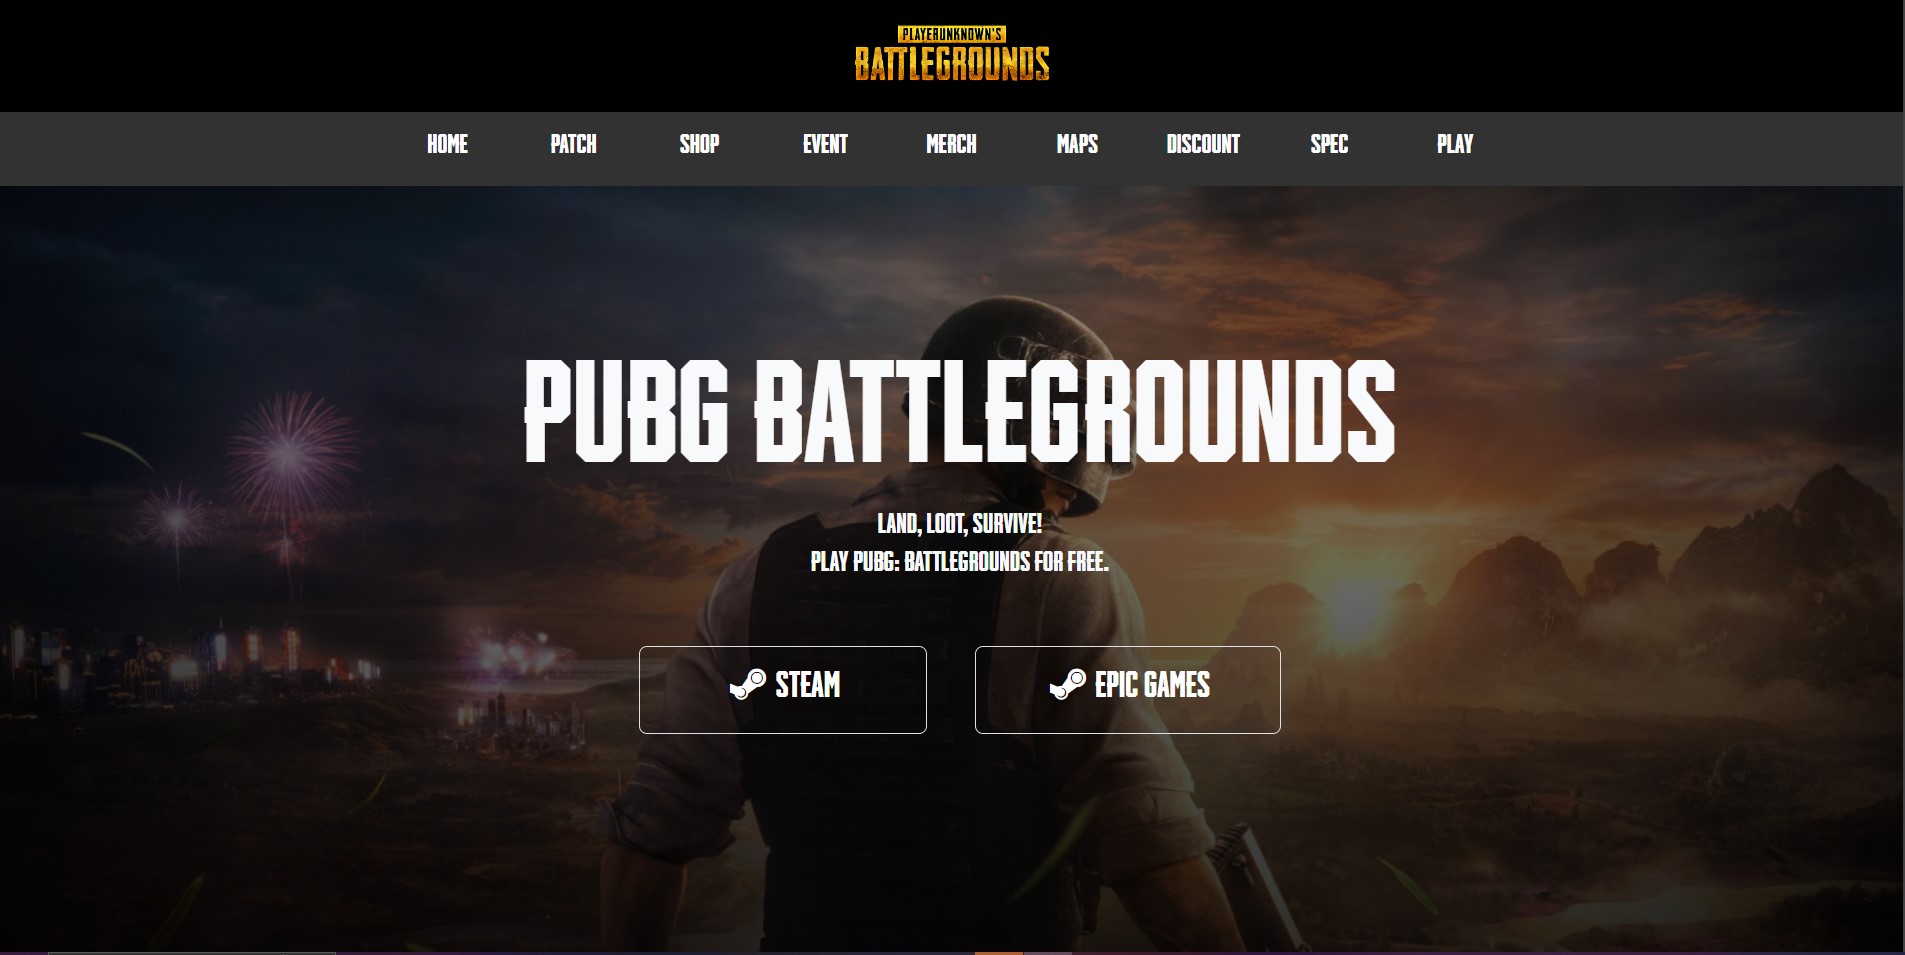 PLAYERUNKNOWN'S
BATTLEGROUNDS
HOME PATCH SHOP EVENT MERCH MAPS DISCOUNT SPEC PLAY
PUBG BATTLEGROUNDS
LAND, LOOT, SURVIVE!
PLAY PUBG: BATTLEGROUNDS FOR FREE.
STEAM EPIC GAMES